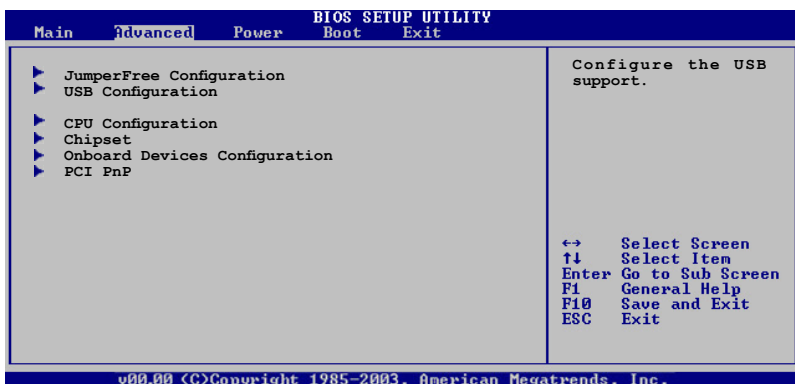 BIOS SETUP UTILITY
Main Advanced Power Boot Exit
JumperFree Configuration
USB Configuration
CPU Configuration
Chipset
Onboard Devices Configuration
PCI PnP
Configure the USB
support.
←→ Select Screen
↑↓ Select Item
Enter Go to Sub Screen
F1 General Help
F10 Save and Exit
ESC Exit
v00.00 (C)Copyright 1985-2003, American Megatrends, Inc.